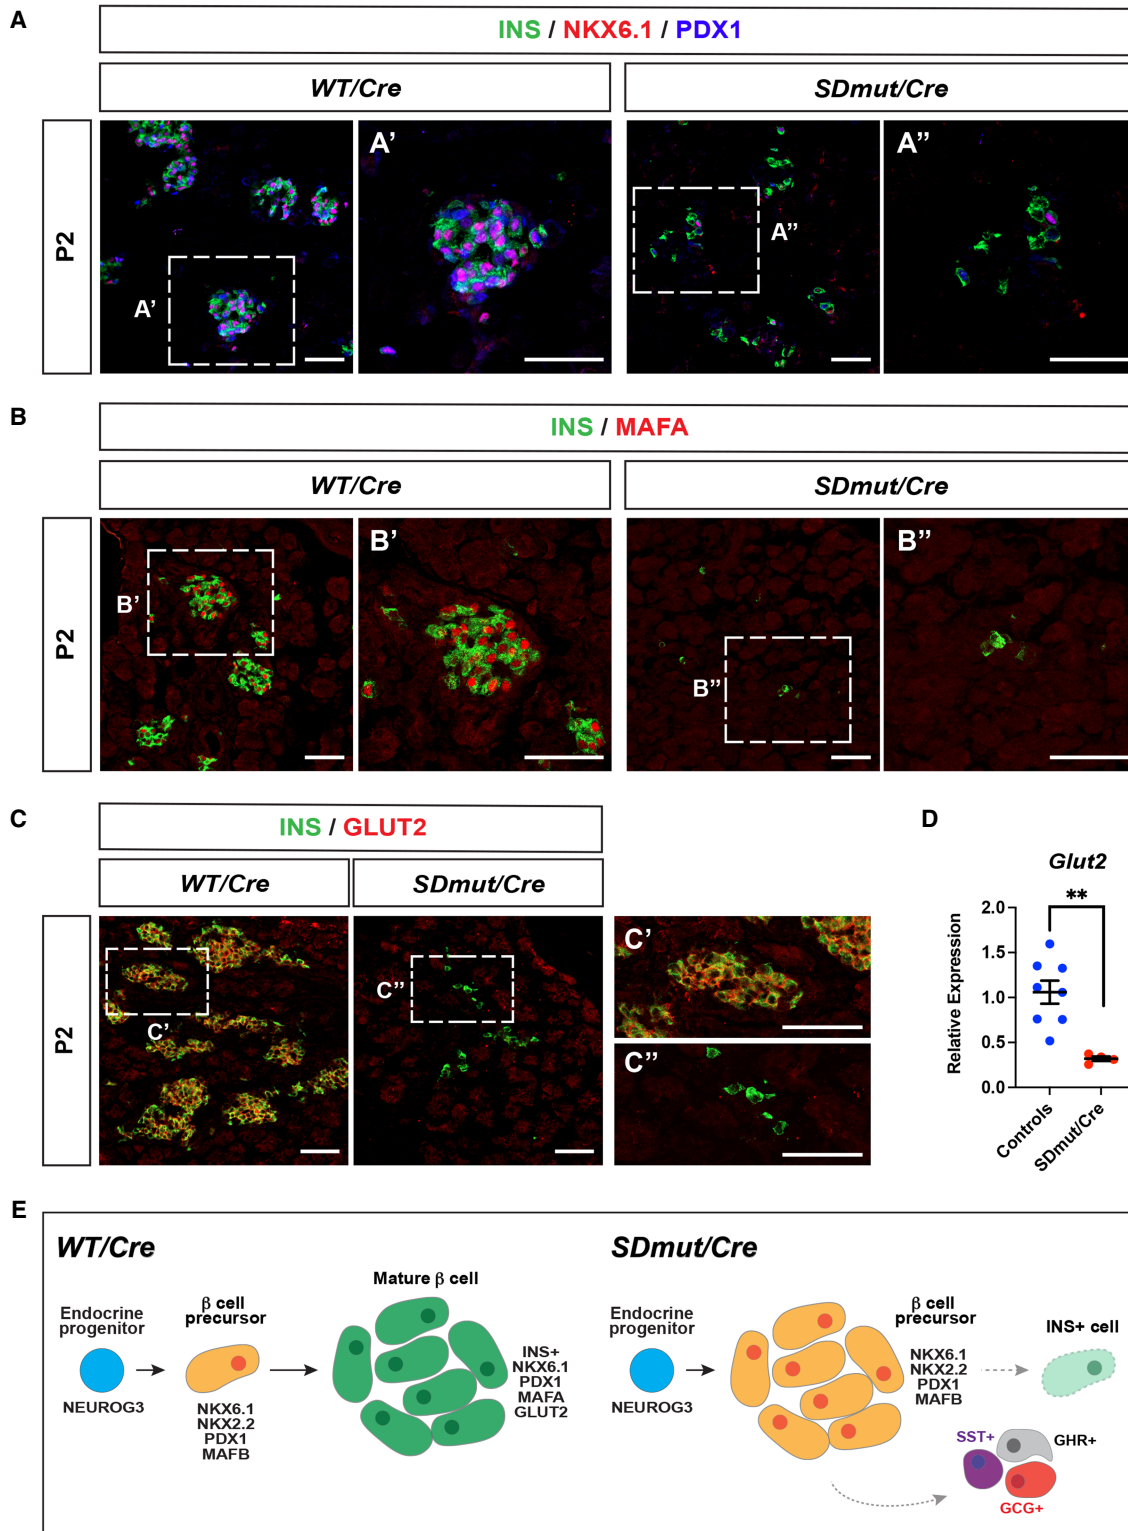 A
INS / NKX6.1 / PDX1
WT/Cre
SDmut/Cre
P2
A’
A’
A’’
A’’
B
INS / MAFA
WT/Cre
SDmut/Cre
P2
B’
B’
B’’
B’’
C
INS / GLUT2
WT/Cre
SDmut/Cre
P2
C’
C’’
C’
C’’
D
Glut2
**
Relative Expression
2.0
1.5
1.0
0.5
0.0
Controls
SDmut/Cre
E
WT/Cre
Endocrine
progenitor
NEUROG3
β cell
precursor
NKX6.1
NKX2.2
PDX1
MAFB
Mature β cell
INS+
NKX6.1
PDX1
MAFA
GLUT2
SDmut/Cre
Endocrine
progenitor
NEUROG3
β cell
precursor
NKX6.1
NKX2.2
PDX1
MAFB
INS+ cell
SST+
GHR+
GCG+